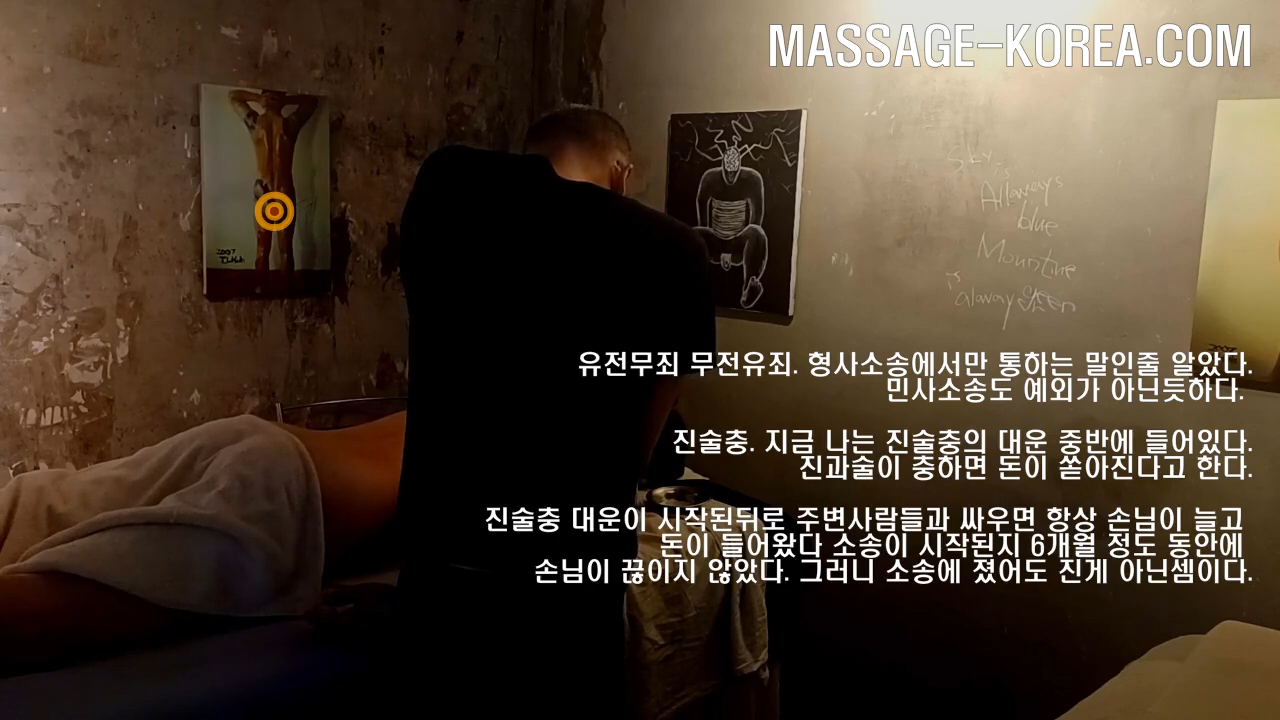 MASSAGE-KOREA.COM
Sky is
Allaways
blue
Mountine
is
alaway green
2007
유전무죄 무전유죄. 형사소송에서만 통하는 말인줄 알았다.
민사소송도 예외가 아닌듯하다.
진술충. 지금 나는 진술충의 대운 중반에 들어있다.
진과술이 충하면 돈이 쏟아진다고 한다.
진술충 대운이 시작된뒤로 주변사람들과 싸우면 항상 손님이 늘고
돈이 들어왔다 소송이 시작된지 6개월 정도 동안에
손님이 끊이지 않았다. 그러니 소송에 졌어도 진게 아닌셈이다.